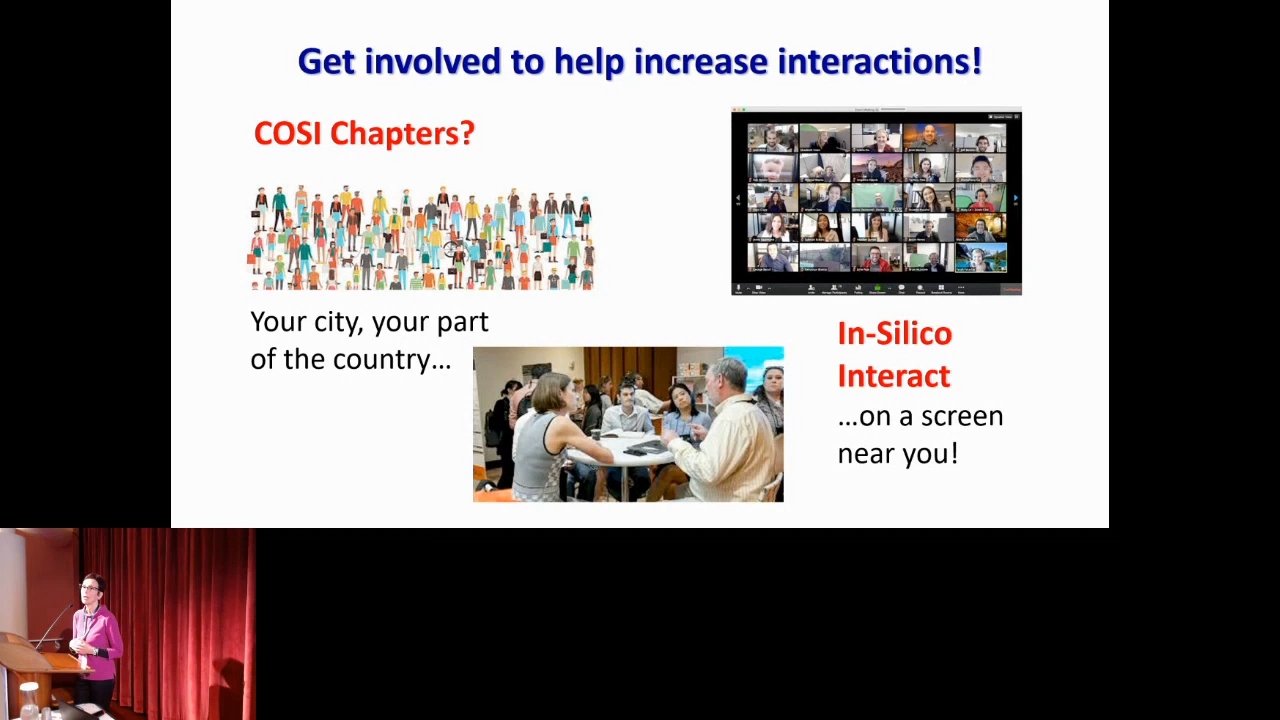 Get involved to help increase interactions!
COSI Chapters?
Your city, your part
of the country…
In-Silico
Interact
…on a screen
near you!